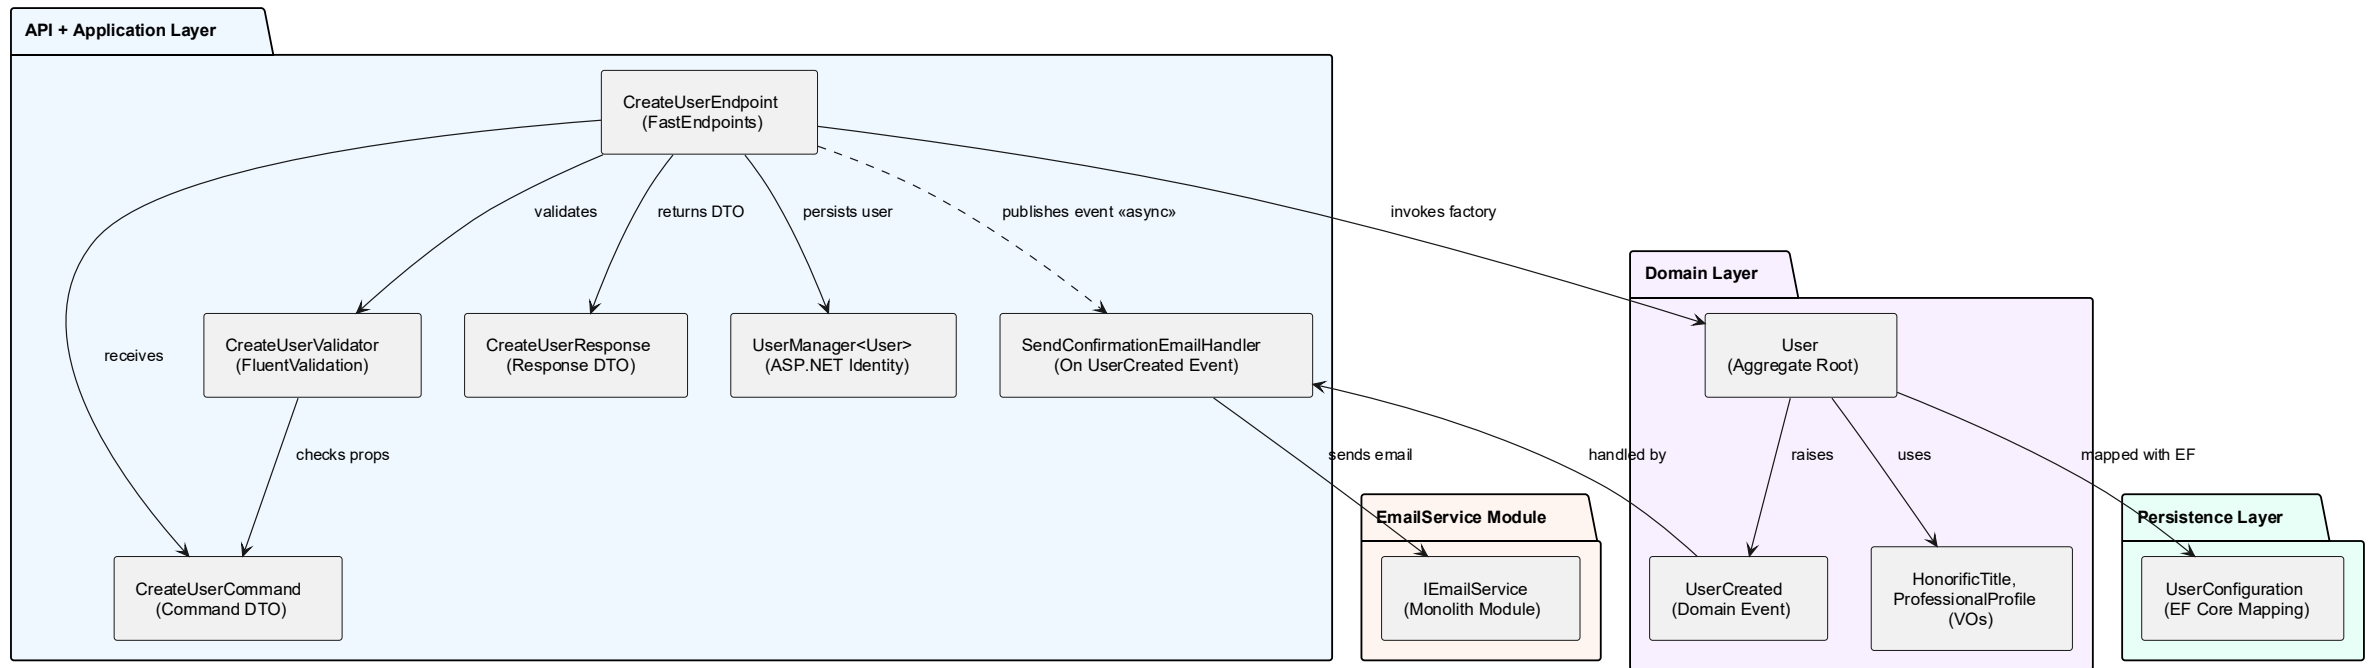 API + Application Layer
CreateUserEndpoint
(FastEndpoints)
validates
returns DTO
persists user
publishes event «async»
invokes factory
Domain Layer
CreateUserValidator
(FluentValidation)
CreateUserResponse
(Response DTO)
UserManager<User>
(ASP.NET Identity)
SendConfirmationEmailHandler
(On UserCreated Event)
User
(Aggregate Root)
receives
checks props
sends email
handled by
raises
uses
mapped with EF
EmailService Module
Persistence Layer
CreateUserCommand
(Command DTO)
IEmailService
(Monolith Module)
UserCreated
(Domain Event)
HonorificTitle,
ProfessionalProfile
(VOs)
UserConfiguration
(EF Core Mapping)